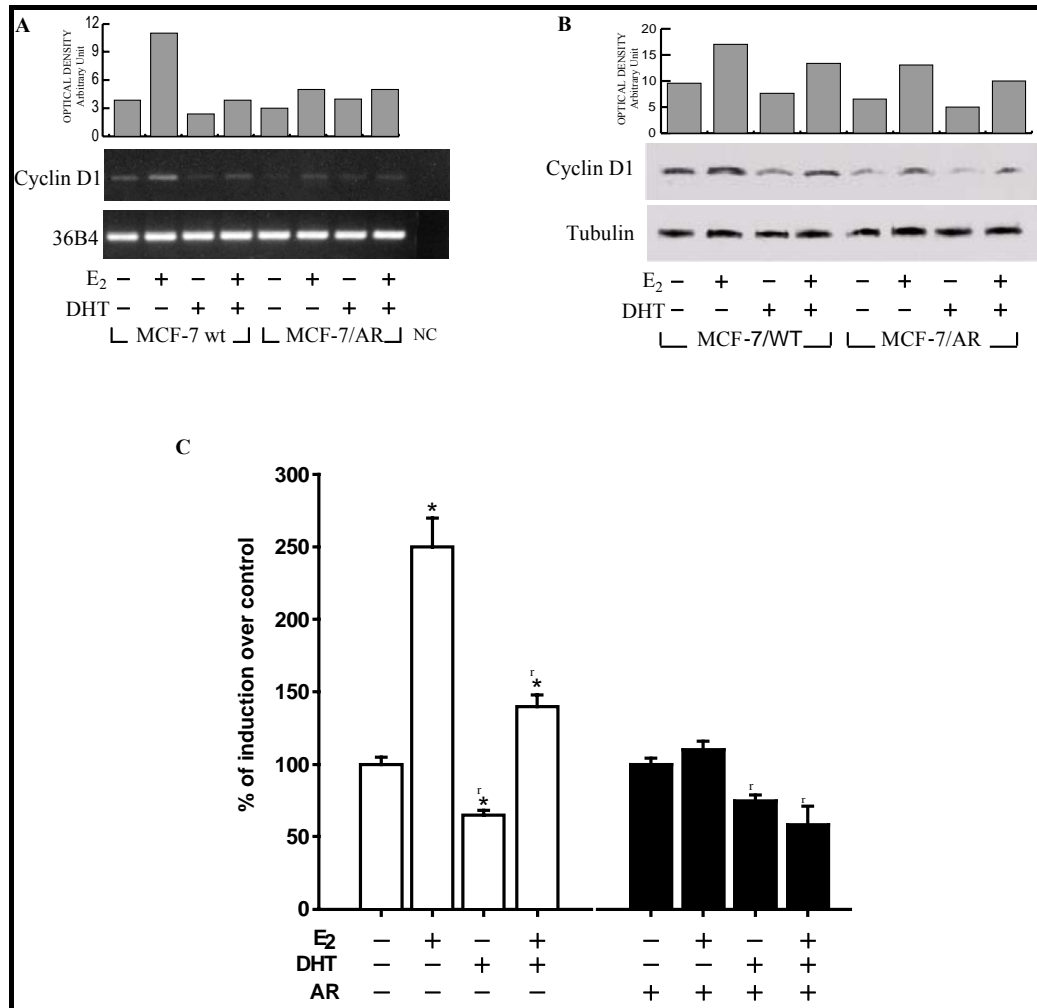 A
OPTICAL DENSITY
Arbitrary Unit
12
9
6
3
0
Cyclin D1
36B4
E2 − + − + − + − +
DHT − − + + − − + +
MCF-7 wt MCF-7/AR NC
B
OPTICAL DENSITY
Arbitrary Unit
20
15
10
5
0
Cyclin D1
Tubulin
E2 − + − + − + − +
DHT − − + + − − + +
MCF-7/WT MCF-7/AR
C
% of induction over control
300
250
200
150
100
50
0
*
r
*
r
*
r
r
E2 − + − + − + − +
DHT − − + + − − + +
AR − − − − + + + +